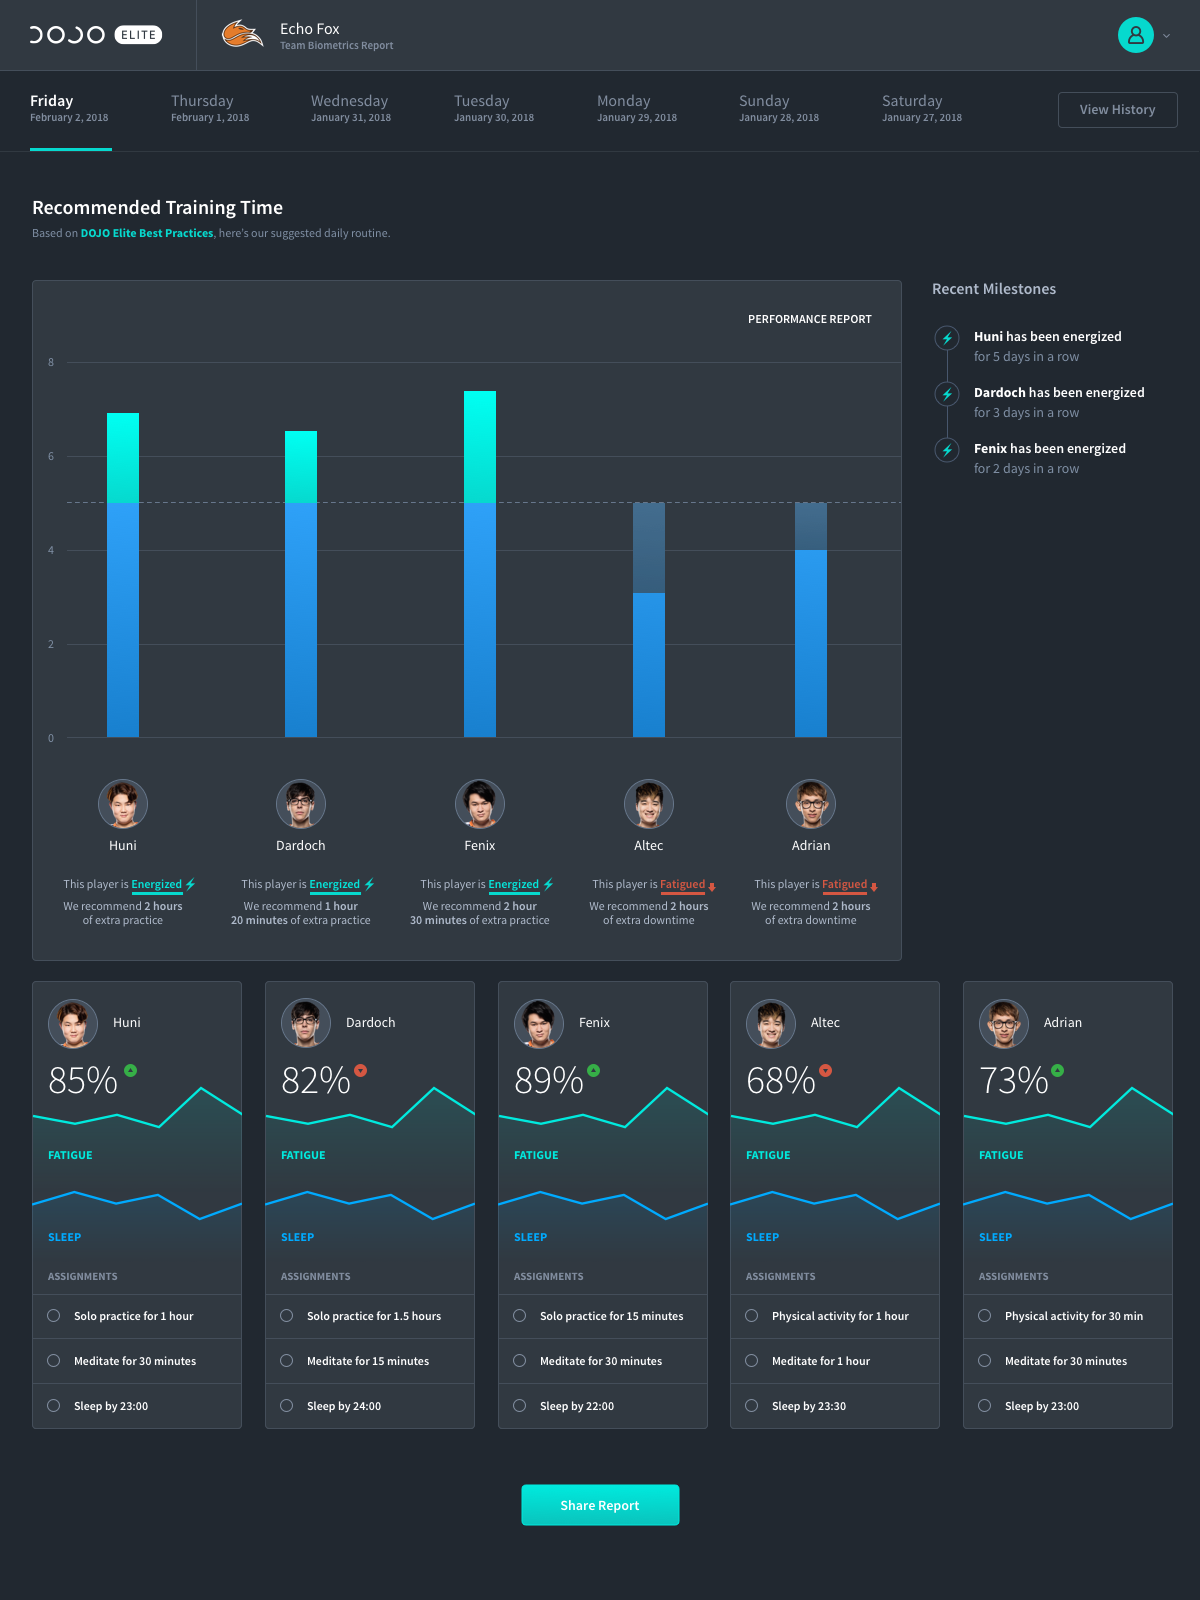 DOJO ELITE
Echo Fox
Team Biometrics Report
Friday
February 2, 2018
Thursday
February 1, 2018
Wednesday
January 31, 2018
Tuesday
January 30, 2018
Monday
January 29, 2018
Sunday
January 28, 2018
Saturday
January 27, 2018
View History
Recommended Training Time
Based on DOJO Elite Best Practices, here's our suggested daily routine.
PERFORMANCE REPORT
8
6
4
2
0
Huni
Dardoch
Fenix
Altec
Adrian
This player is Energized
We recommend 2 hours
of extra practice
This player is Energized
We recommend 1 hour
20 minutes of extra practice
This player is Energized
We recommend 2 hour
30 minutes of extra practice
This player is Fatigued
We recommend 2 hours
of extra downtime
This player is Fatigued
We recommend 2 hours
of extra downtime
Recent Milestones
Huni has been energized
for 5 days in a row
Dardoch has been energized
for 3 days in a row
Fenix has been energized
for 2 days in a row
Huni
85%
FATIGUE
SLEEP
ASSIGNMENTS
Solo practice for 1 hour
Meditate for 30 minutes
Sleep by 23:00
Dardoch
82%
FATIGUE
SLEEP
ASSIGNMENTS
Solo practice for 1.5 hours
Meditate for 15 minutes
Sleep by 24:00
Fenix
89%
FATIGUE
SLEEP
ASSIGNMENTS
Solo practice for 15 minutes
Meditate for 30 minutes
Sleep by 22:00
Altec
68%
FATIGUE
SLEEP
ASSIGNMENTS
Physical activity for 1 hour
Meditate for 1 hour
Sleep by 23:30
Adrian
73%
FATIGUE
SLEEP
ASSIGNMENTS
Physical activity for 30 min
Meditate for 30 minutes
Sleep by 23:00
Share Report